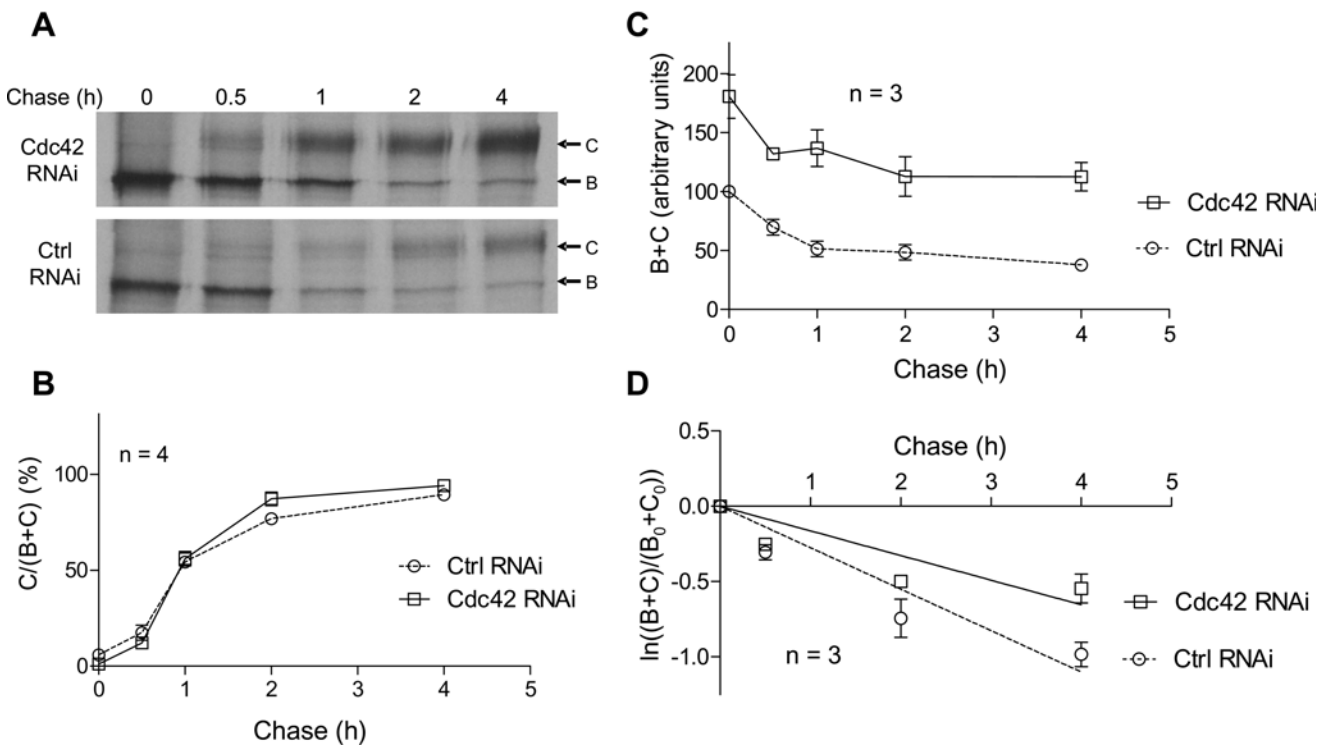 A
Chase (h) 0 0.5 1 2 4
Cdc42
RNAi
C
B
Ctrl
RNAi
C
B
B
C/(B+C) (%)
100
50
0
n = 4
Ctrl RNAi
Cdc42 RNAi
0 1 2 3 4 5
Chase (h)
C
B+C (arbitrary units)
200
150
100
50
0
n = 3
Cdc42 RNAi
Ctrl RNAi
0 1 2 3 4 5
Chase (h)
D
ln((B+C)/(B₀+C₀))
Chase (h)
0.5
1 2 3 4 5
0.0
-0.5
-1.0
n = 3
Cdc42 RNAi
Ctrl RNAi